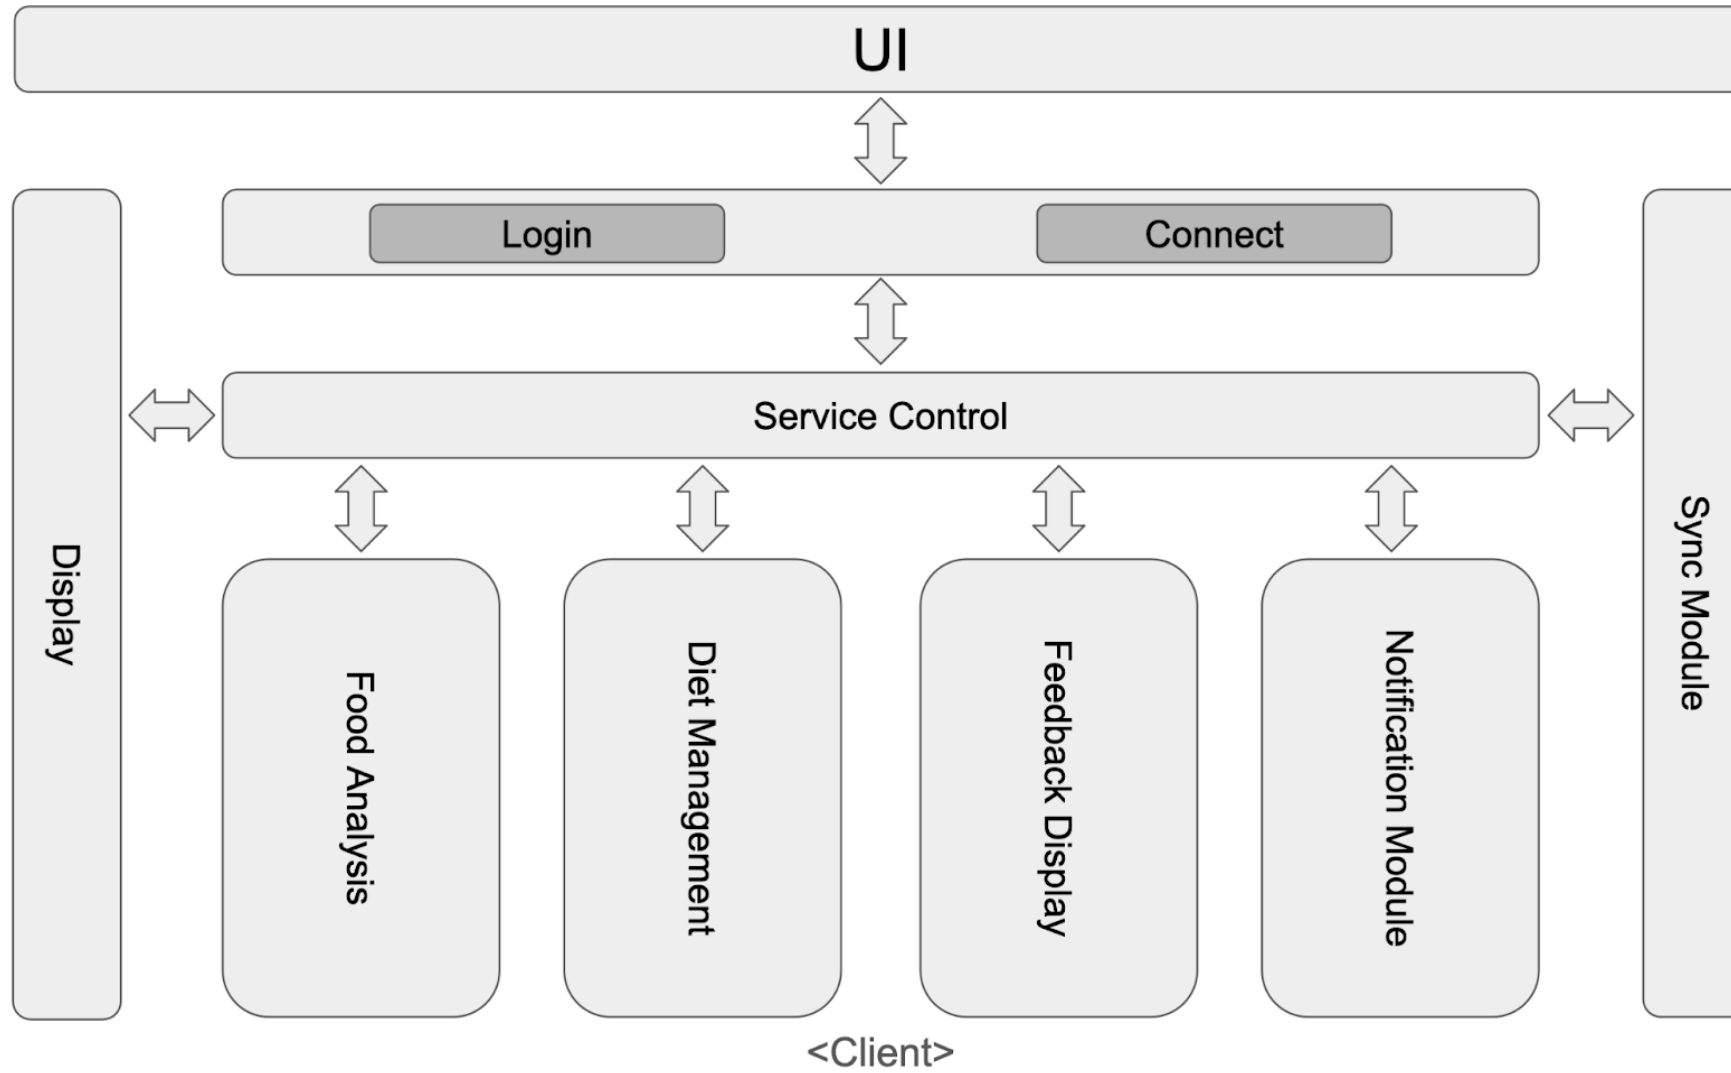 UI
Login
Connect
Service Control
Display
Food Analysis
Diet Management
Feedback Display
Notification Module
Sync Module
<Client>